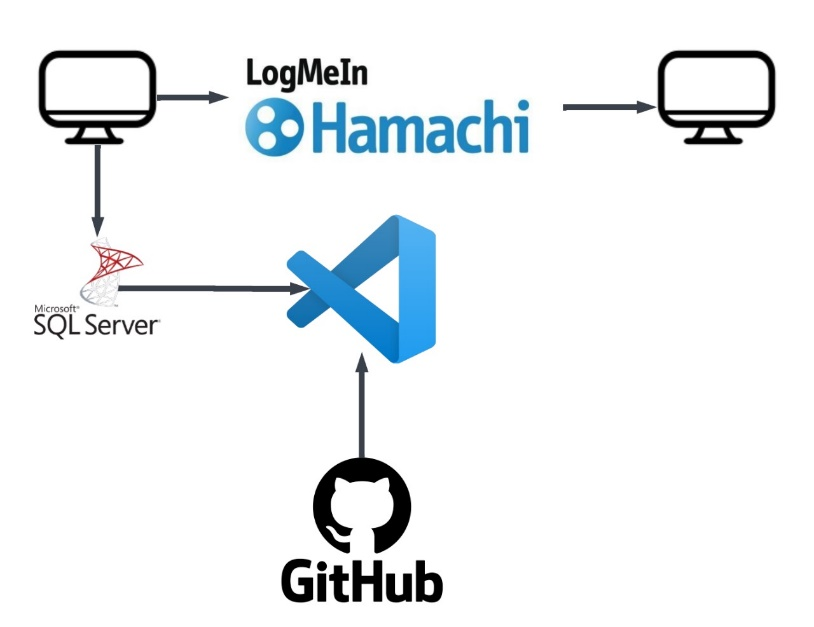 LogMeIn
Hamachi
Microsoft®
SQL Server
GitHub